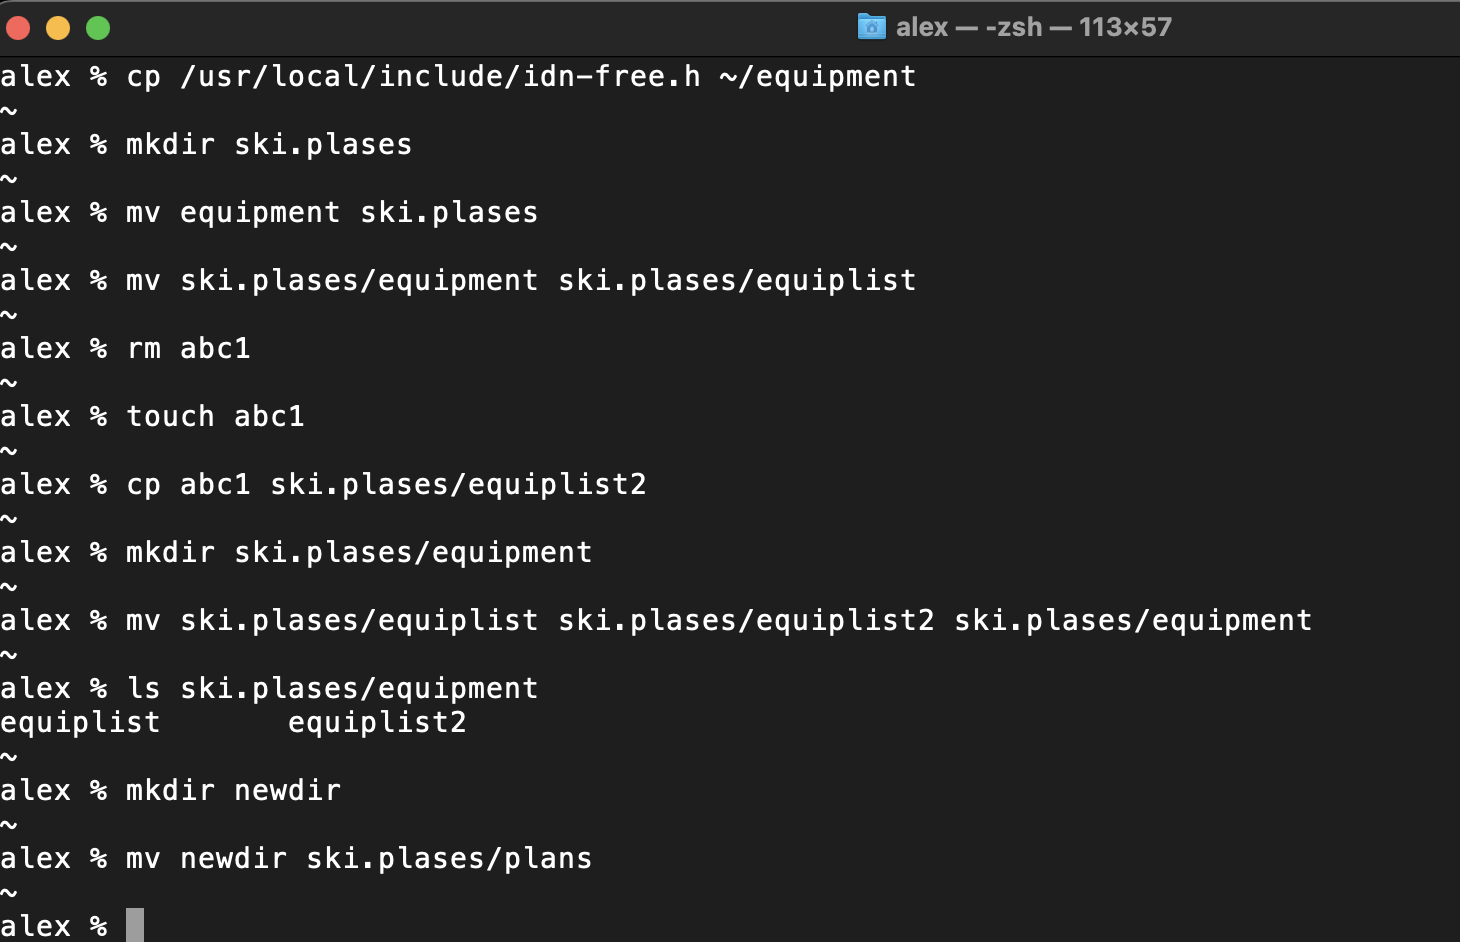 alex — -zsh — 113×57
alex % cp /usr/local/include/idn-free.h ~/equipment
~
alex % mkdir ski.plases
~
alex % mv equipment ski.plases
~
alex % mv ski.plases/equipment ski.plases/equiplist
~
alex % rm abc1
~
alex % touch abc1
~
alex % cp abc1 ski.plases/equiplist2
~
alex % mkdir ski.plases/equipment
~
alex % mv ski.plases/equiplist ski.plases/equiplist2 ski.plases/equipment
~
alex % ls ski.plases/equipment
equiplist       equiplist2
~
alex % mkdir newdir
~
alex % mv newdir ski.plases/plans
~
alex %